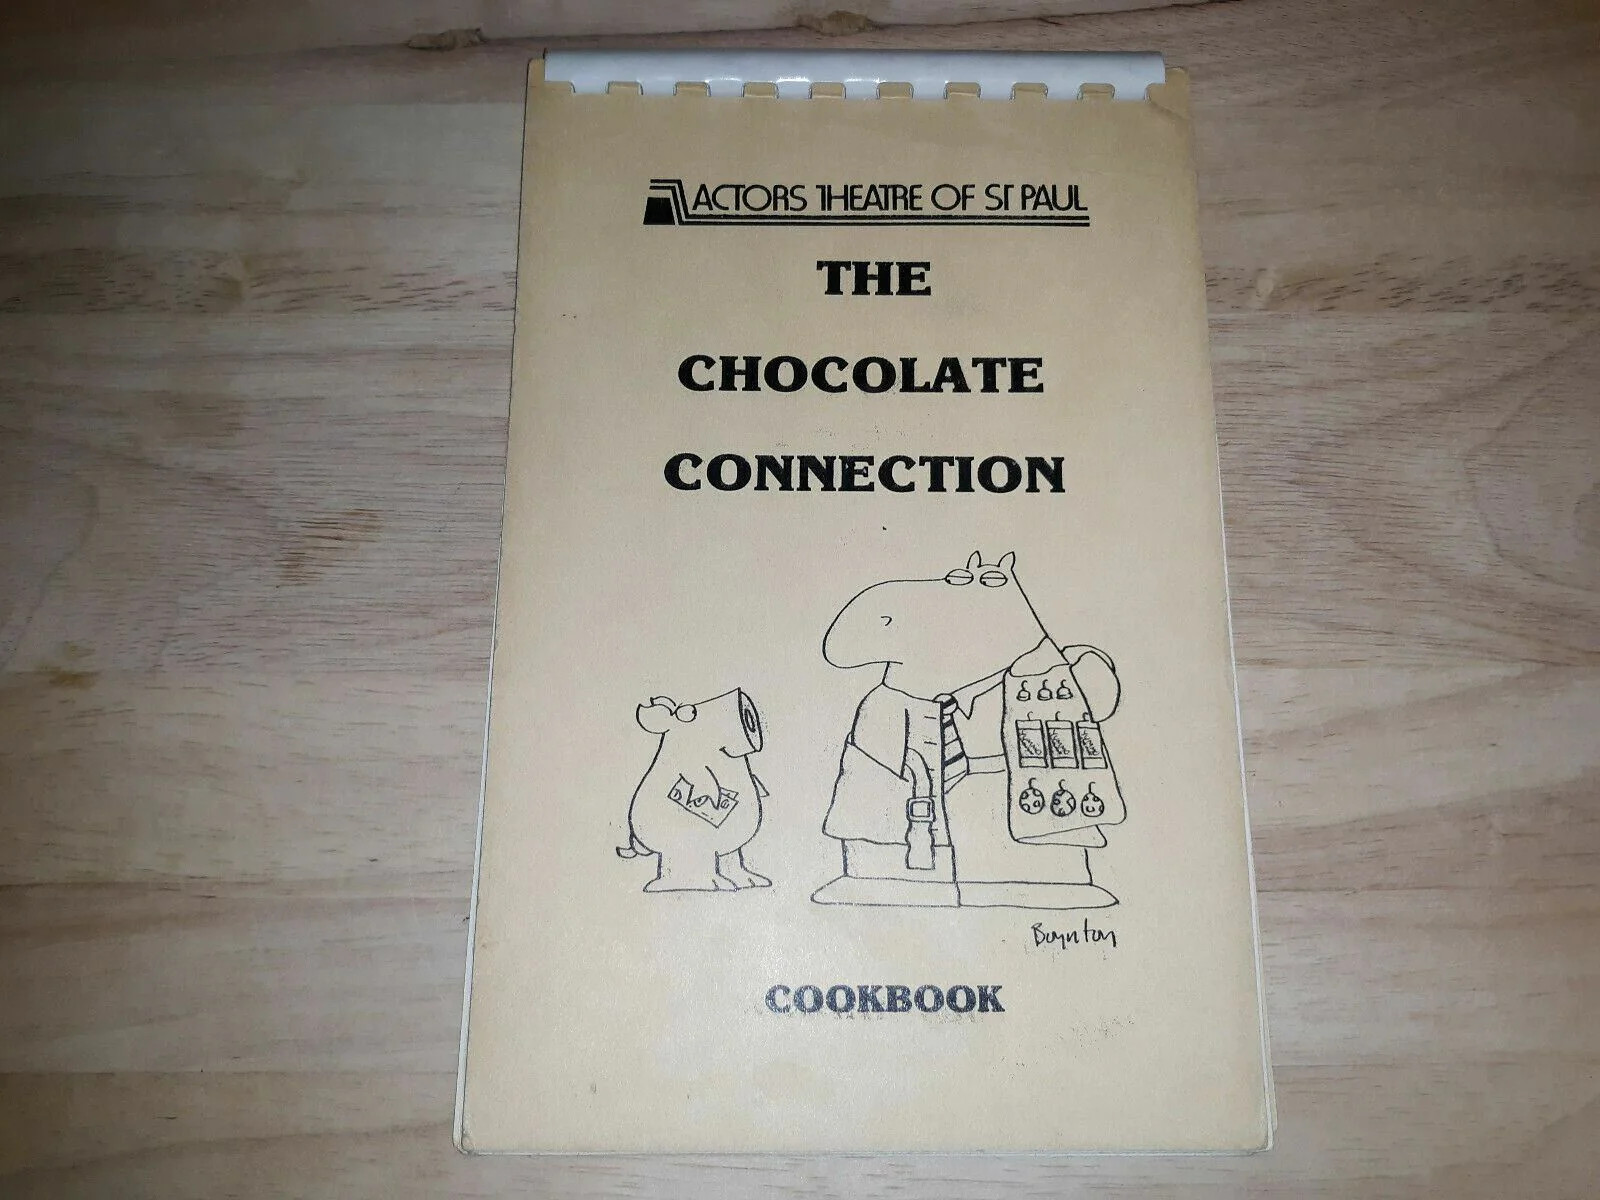 ACTORS THEATRE OF ST PAUL
THE
CHOCOLATE
CONNECTION
Boynton
COOKBOOK